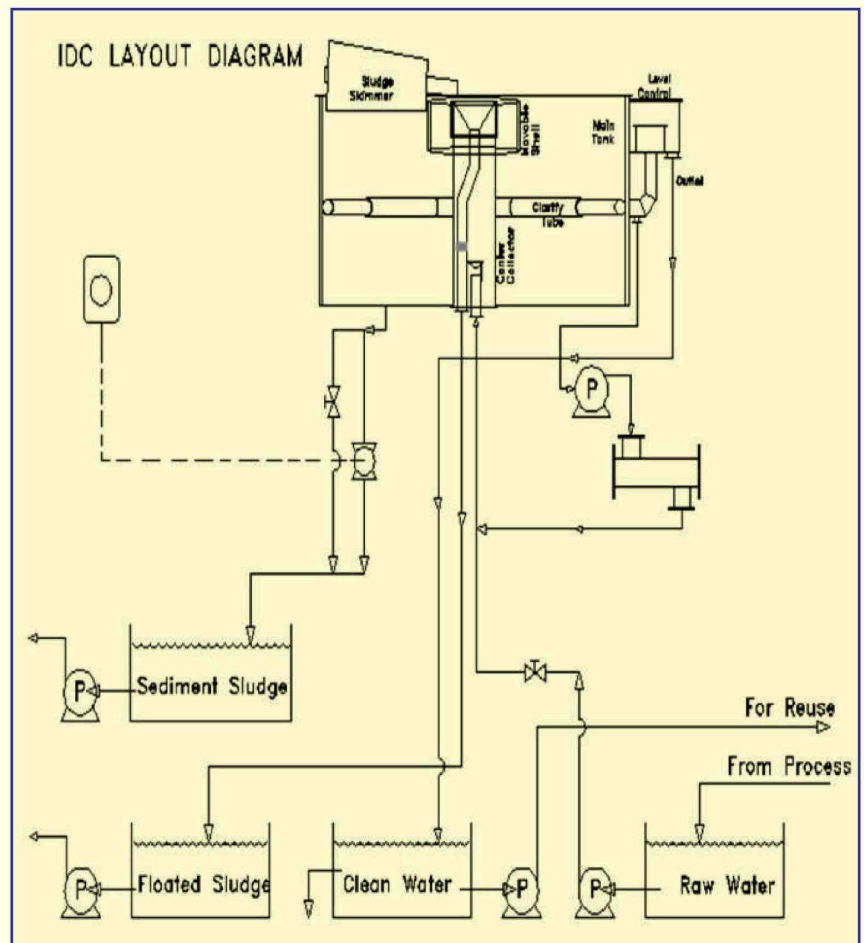 IDC LAYOUT DIAGRAM
Sludge
Skimmer
Level
Control
Main
Tank
Movable
Shell
Outlet
Clarify
Tube
Center
Collector
P
P
Sediment Sludge
For Reuse
From Process
P
Floated Sludge
Clean Water
P
P
Raw Water